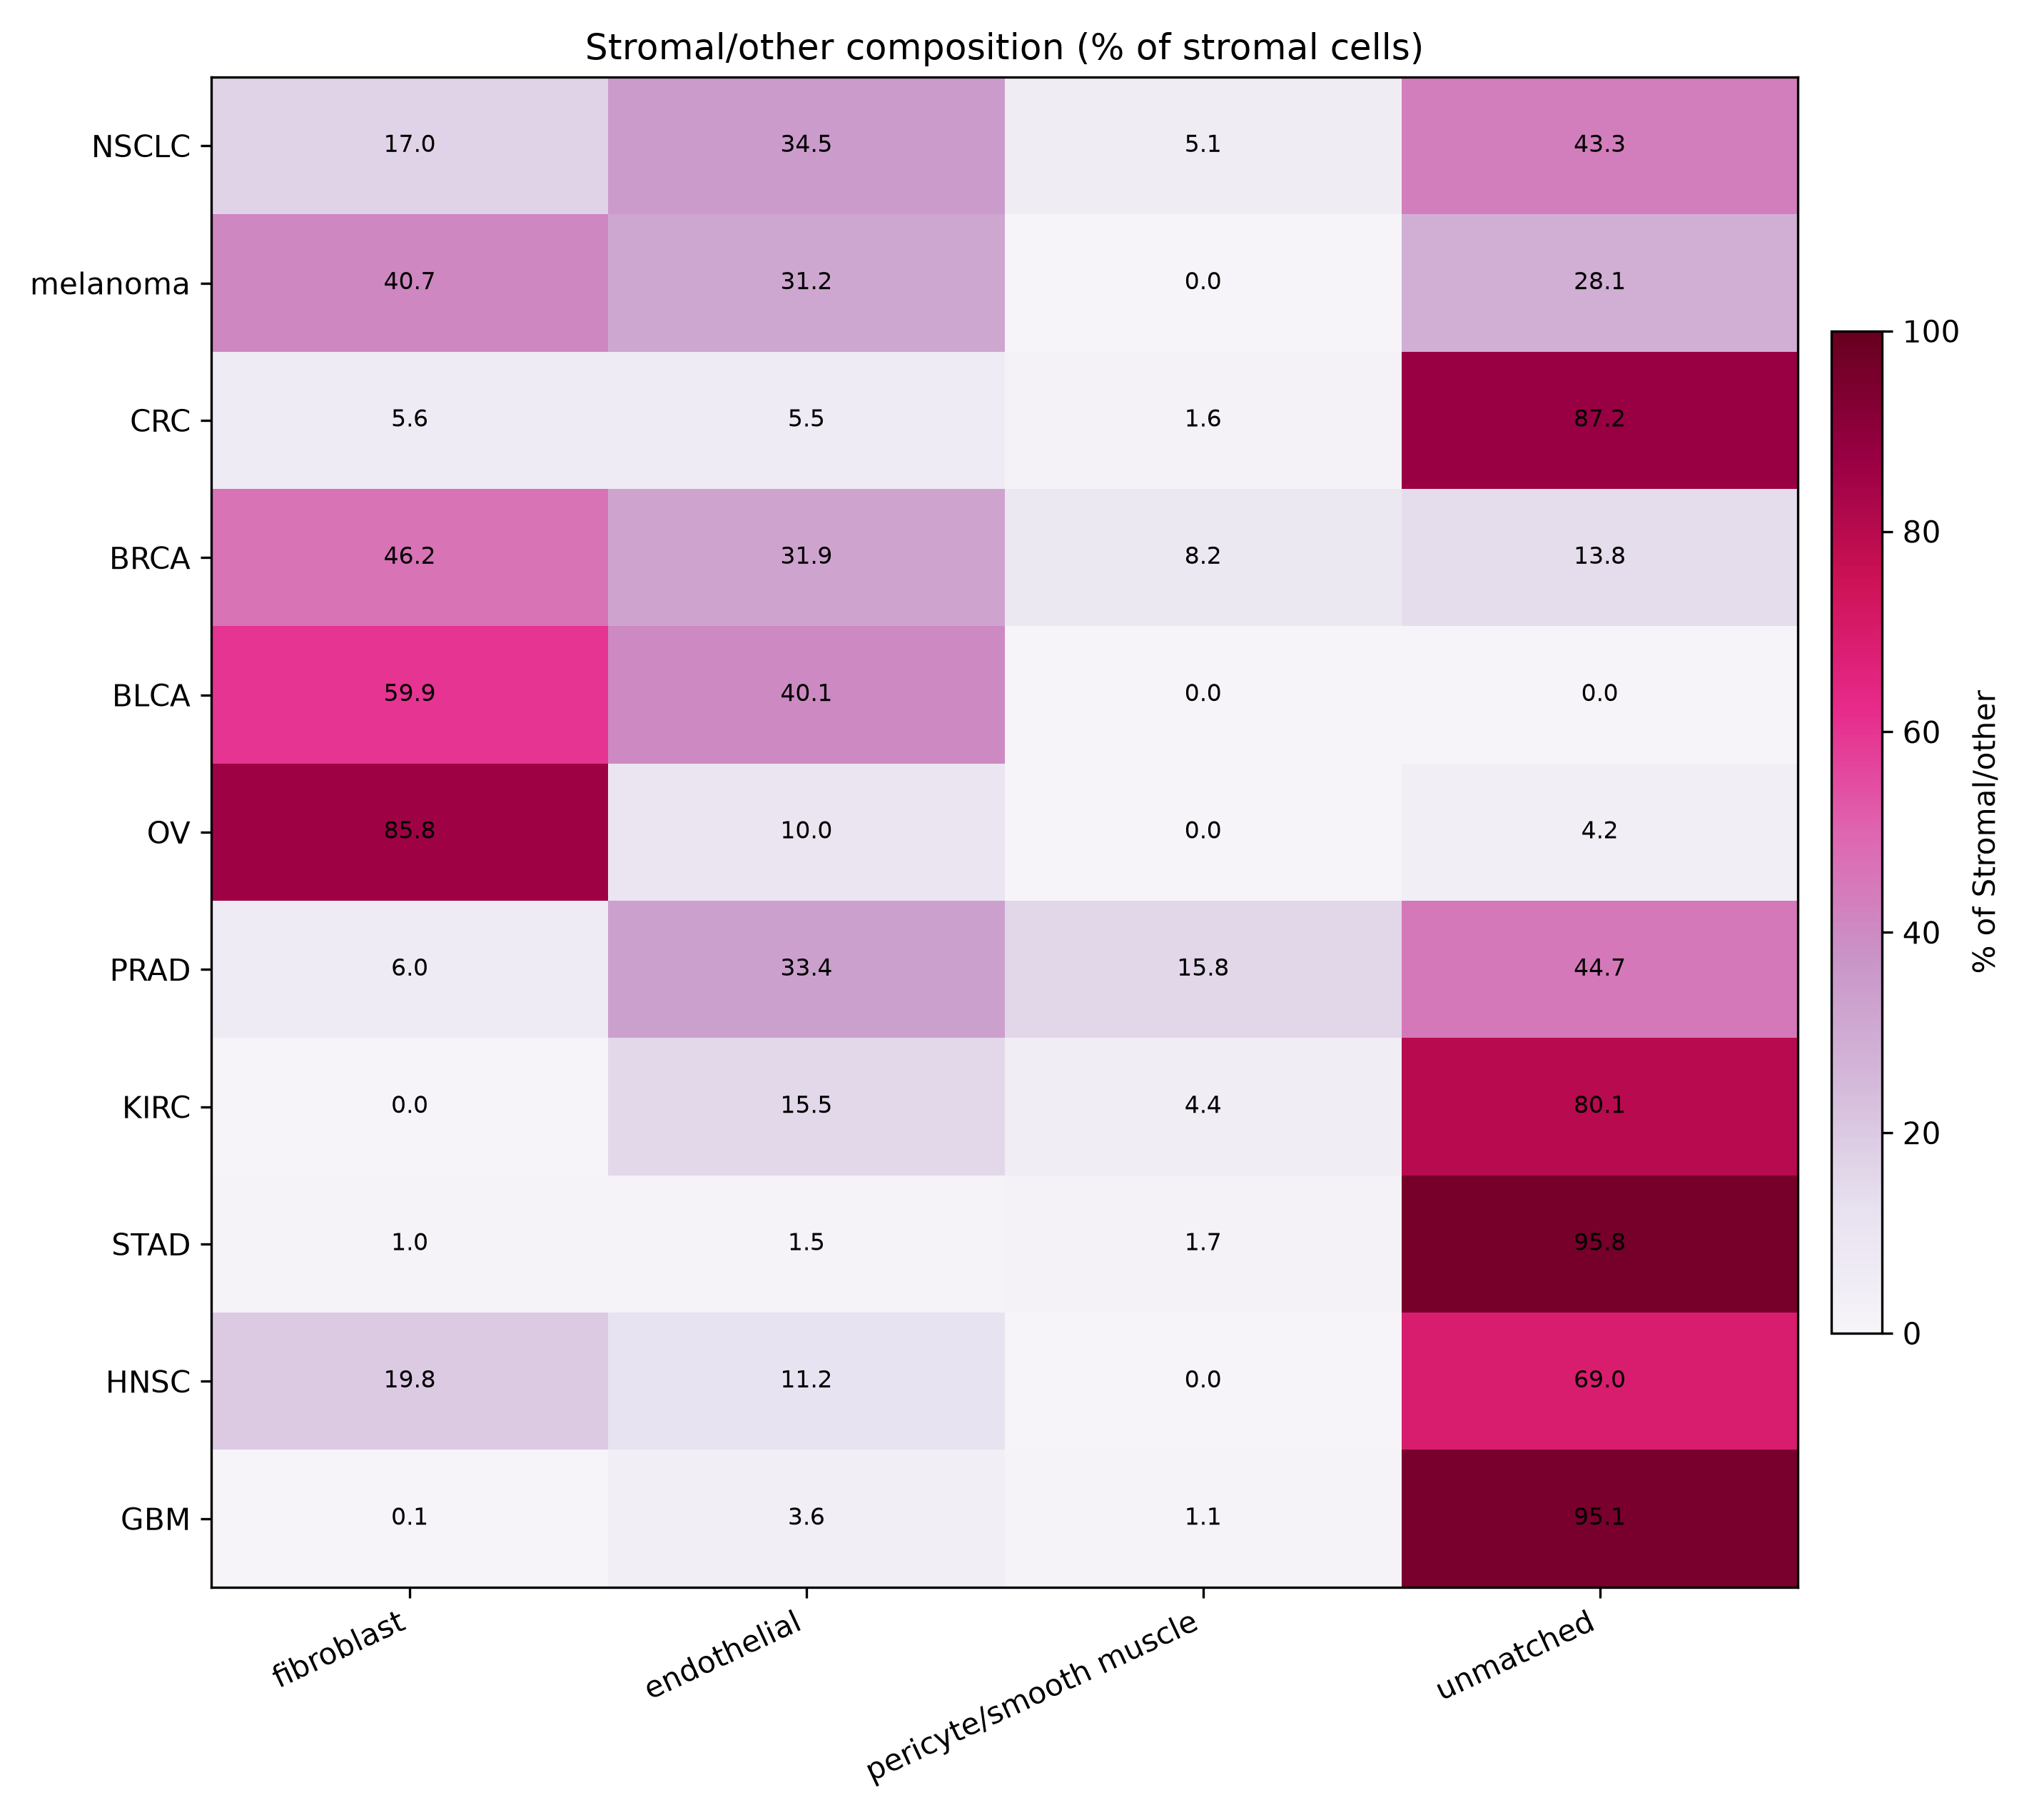 Stromal/other composition (% of stromal cells)
NSCLC 17.0 34.5 5.1 43.3
melanoma 40.7 31.2 0.0 28.1
CRC 5.6 5.5 1.6 87.2
BRCA 46.2 31.9 8.2 13.8
BLCA 59.9 40.1 0.0 0.0
OV 85.8 10.0 0.0 4.2
PRAD 6.0 33.4 15.8 44.7
KIRC 0.0 15.5 4.4 80.1
STAD 1.0 1.5 1.7 95.8
HNSC 19.8 11.2 0.0 69.0
GBM 0.1 3.6 1.1 95.1
fibroblast endothelial pericyte/smooth muscle unmatched
100
80
60
40
20
0
% of Stromal/other